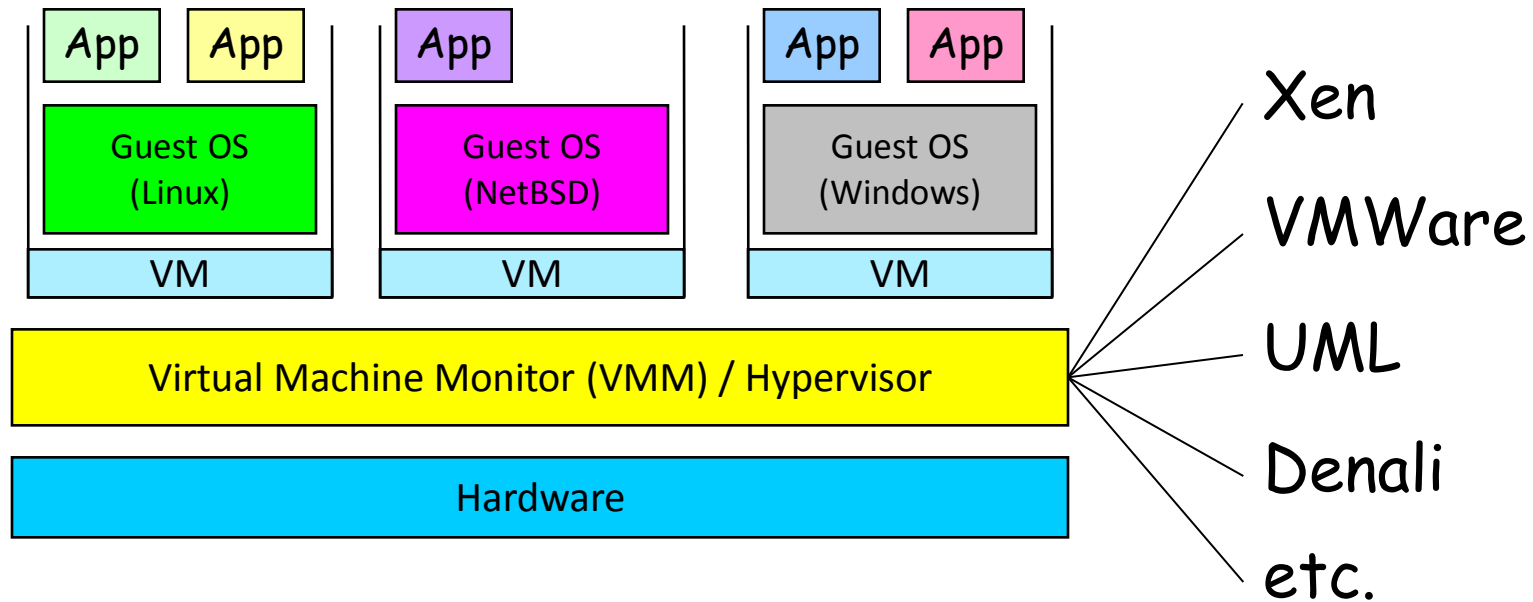 App
App
App
App
App
Guest OS
(Linux)
Guest OS
(NetBSD)
Guest OS
(Windows)
VM
VM
VM
Virtual Machine Monitor (VMM) / Hypervisor
Hardware
Xen
VMWare
UML
Denali
etc.